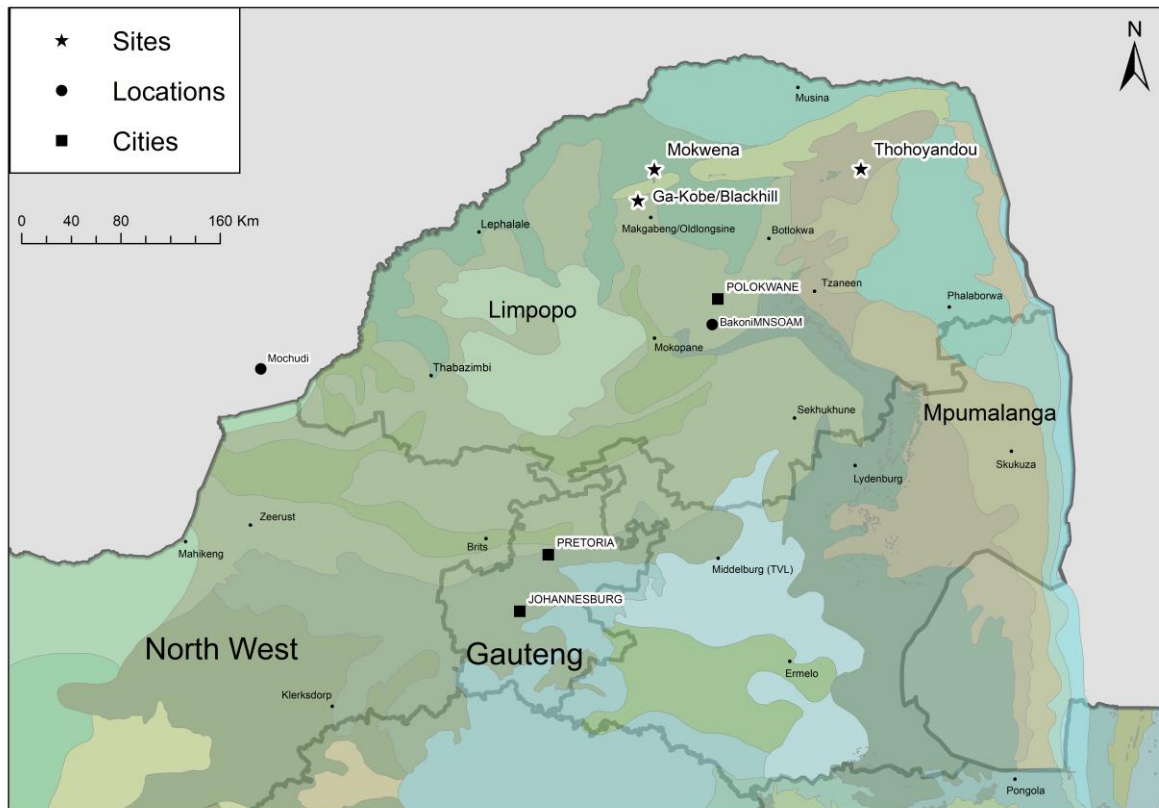 Sites
Locations
Cities
N
0 40 80 160 Km
Musina
Mokwena
Thohoyandou
Ga-Kobe/Blackhill
Makgabeng/Oldlongsine
Lephalale
Botlokwa
POLOKWANE
Tzaneen
Phalaborwa
Limpopo
BakoniMNSOAM
Mokopane
Mochudi
Thabazimbi
Sekhukhune
Mpumalanga
Skukuza
Lydenburg
Zeerust
Mahikeng
Brits
PRETORIA
Middelburg (TVL)
JOHANNESBURG
North West
Gauteng
Ermelo
Klerksdorp
Pongola